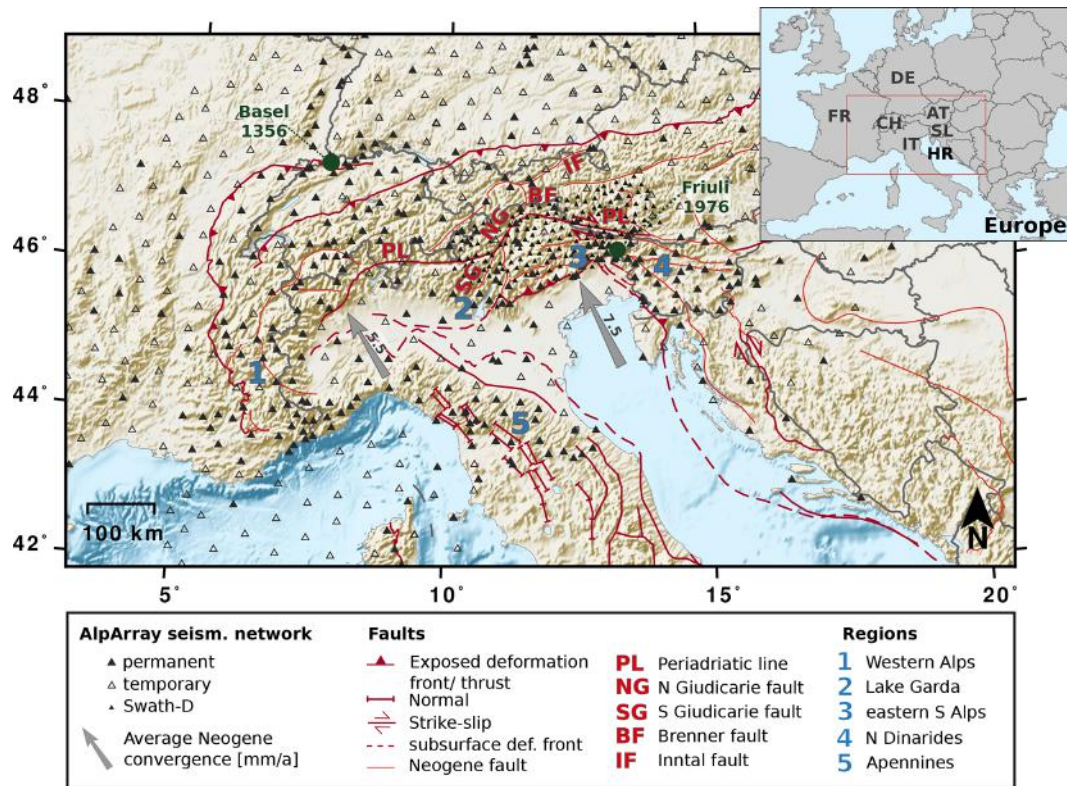 48°
46°
44°
42°
5°
10°
15°
20°
Basel
1356
Friuli
1976
IF
BF
NG
PL
PL
SG
1
2
3
4
5
5.5
7.5
100 km
N
DE
FR
CH
AT
SL
IT
HR
Europe
AlpArray seism. network
permanent
temporary
Swath-D
Average Neogene
convergence [mm/a]
Faults
Exposed deformation
front/ thrust
Normal
Strike-slip
subsurface def. front
Neogene fault
PL Periadriatic line
NG N Giudicarie fault
SG S Giudicarie fault
BF Brenner fault
IF Inntal fault
Regions
1 Western Alps
2 Lake Garda
3 eastern S Alps
4 N Dinarides
5 Apennines